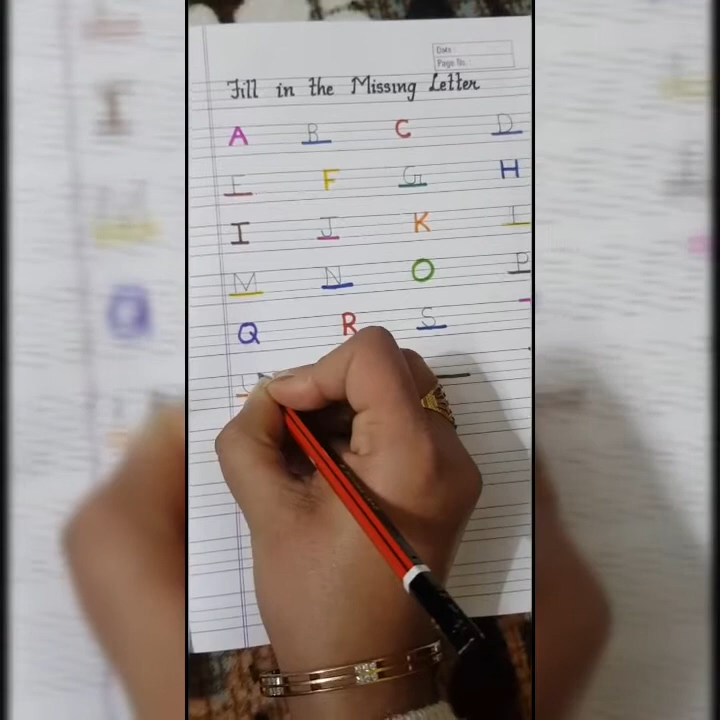 Date :
Page No.
Fill in the Missing Letter
A B C D
E F G H
I J K L
M N O P
Q R S
U